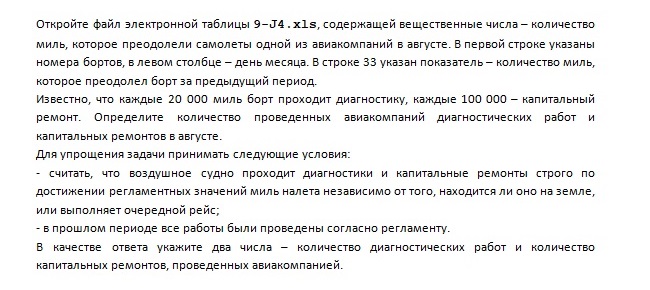 Откройте файл электронной таблицы 9-J4.xls, содержащей вещественные числа – количество
миль, которое преодолели самолеты одной из авиакомпаний в августе. В первой строке указаны
номера бортов, в левом столбце – день месяца. В строке 33 указан показатель – количество миль,
которое преодолел борт за предыдущий период.
Известно, что каждые 20 000 миль борт проходит диагностику, каждые 100 000 – капитальный
ремонт. Определите количество проведенных авиакомпаний диагностических работ и
капитальных ремонтов в августе.
Для упрощения задачи принимать следующие условия:
- считать, что воздушное судно проходит диагностики и капитальные ремонты строго по
достижении регламентных значений миль налета независимо от того, находится ли оно на земле,
или выполняет очередной рейс;
- в прошлом периоде все работы были проведены согласно регламенту.
В качестве ответа укажите два числа – количество диагностических работ и количество
капитальных ремонтов, проведенных авиакомпанией.